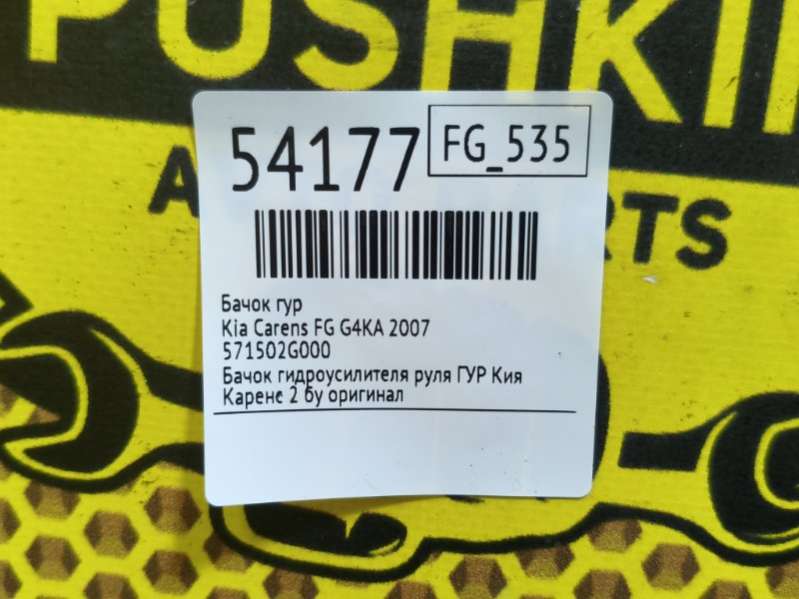 PUSHKI
A
RTS
54177
FG_535
Бачок гур
Kia Carens FG G4KA 2007
571502G000
Бачок гидроусилителя руля ГУР Кия
Каренс 2 бу оригинал